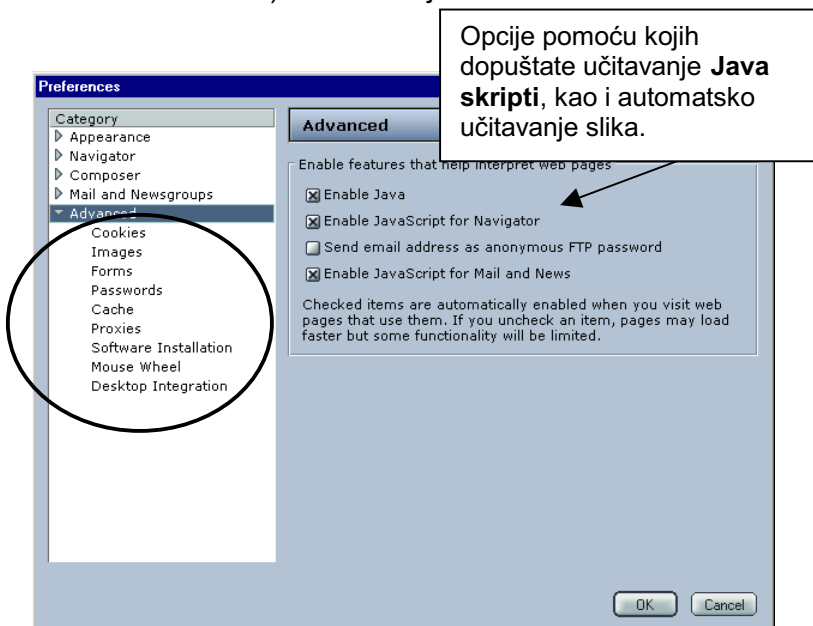 Opcije pomoću kojih
dopuštate učitavanje Java
skripti, kao i automatsko
učitavanje slika.
Preferences
Category
Appearance
Navigator
Composer
Mail and Newsgroups
Advanced
Cookies
Images
Forms
Passwords
Cache
Proxies
Software Installation
Mouse Wheel
Desktop Integration
Advanced
Enable features that help interpret web pages
Enable Java
Enable JavaScript for Navigator
Send email address as anonymous FTP password
Enable JavaScript for Mail and News
Checked items are automatically enabled when you visit web
pages that use them. If you uncheck an item, pages may load
faster but some functionality will be limited.
OK
Cancel